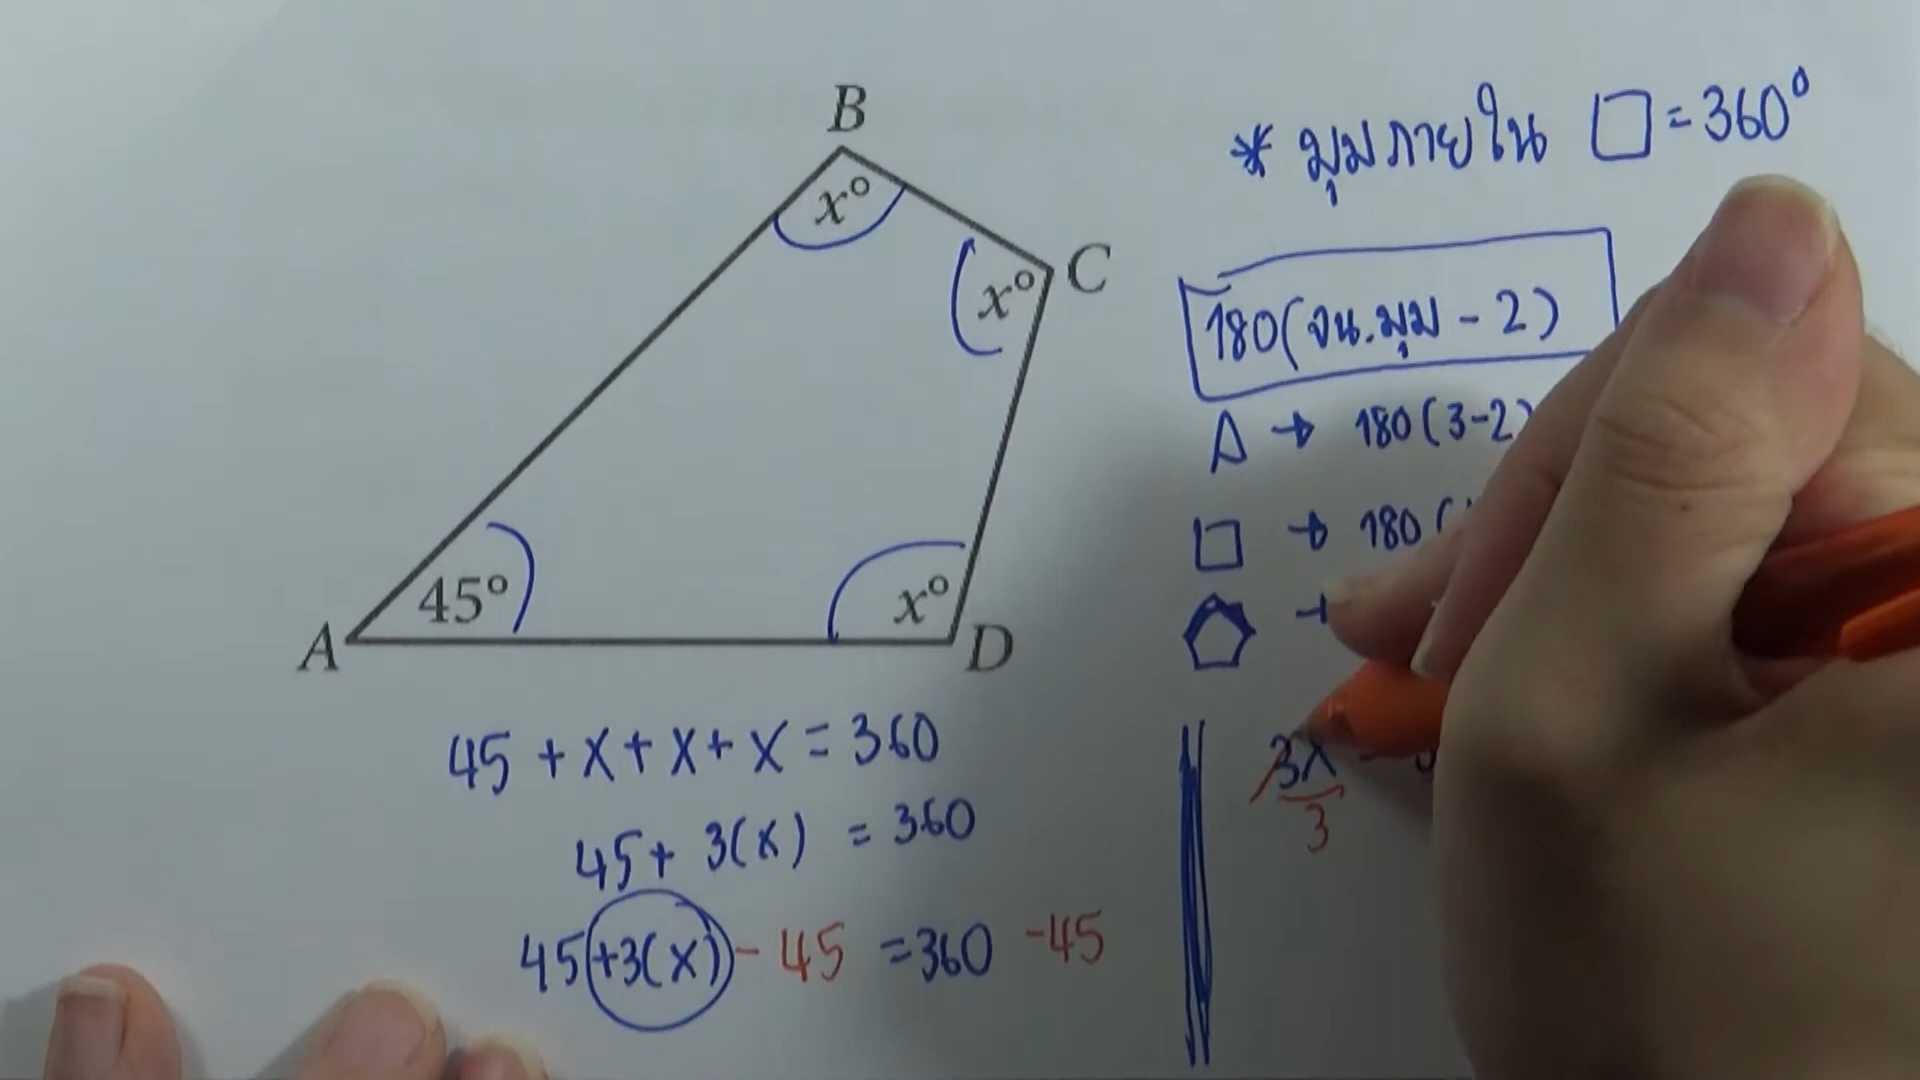 B
x°
C
x°
45°
x°
A
D
45 + x + x + x = 360
45 + 3(x) = 360
45 +3(x) - 45 = 360 -45
* มุมภายใน □ = 360°
180(จน.มุม - 2)
△ → 180(3-2)
□ → 180(
3x
3